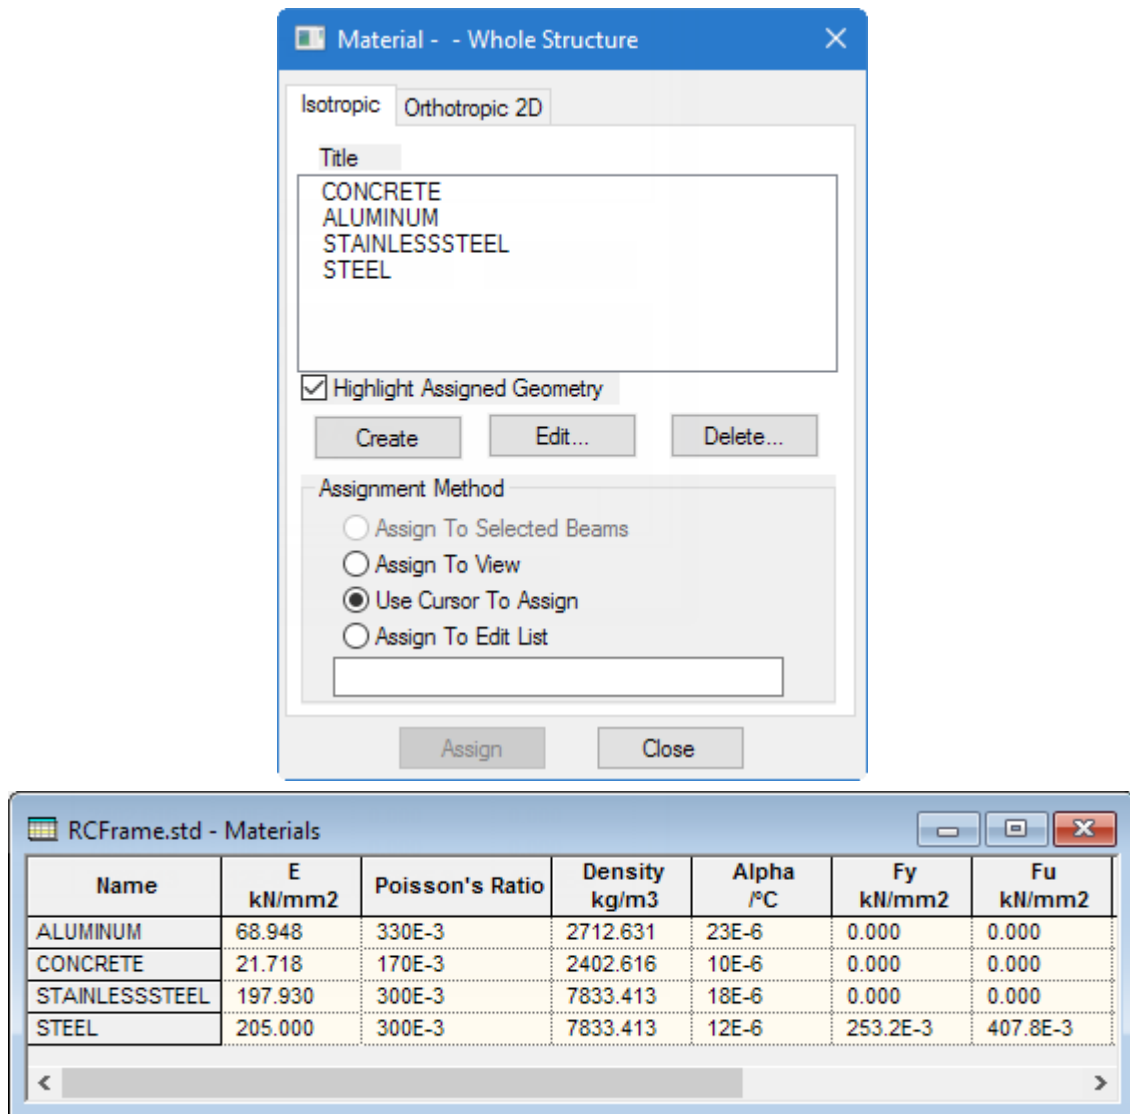 Material - - Whole Structure
Isotropic Orthotropic 2D
Title
CONCRETE
ALUMINUM
STAINLESSSTEEL
STEEL
Highlight Assigned Geometry
Create Edit... Delete...
Assignment Method
Assign To Selected Beams
Assign To View
Use Cursor To Assign
Assign To Edit List
Assign Close
RCFrame.std - Materials
Name E kN/mm2 Poisson's Ratio Density kg/m3 Alpha /°C Fy kN/mm2 Fu kN/mm2
ALUMINUM 68.948 330E-3 2712.631 23E-6 0.000 0.000
CONCRETE 21.718 170E-3 2402.616 10E-6 0.000 0.000
STAINLESSSTEEL 197.930 300E-3 7833.413 18E-6 0.000 0.000
STEEL 205.000 300E-3 7833.413 12E-6 253.2E-3 407.8E-3